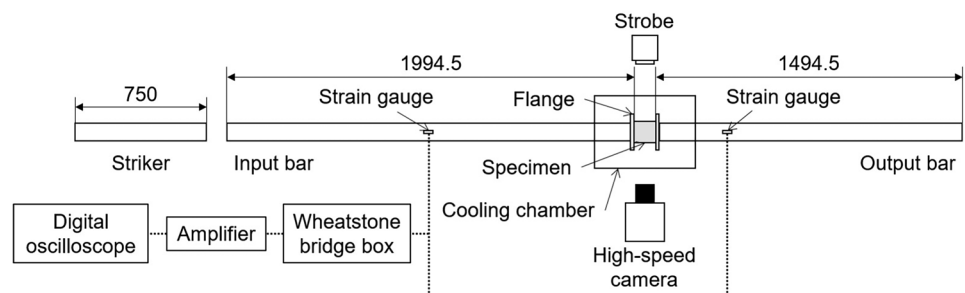 Strobe
1994.5
1494.5
750
Strain gauge
Flange
Strain gauge
Striker
Input bar
Specimen
Output bar
Cooling chamber
Digital
oscilloscope
Amplifier
Wheatstone
bridge box
High-speed
camera